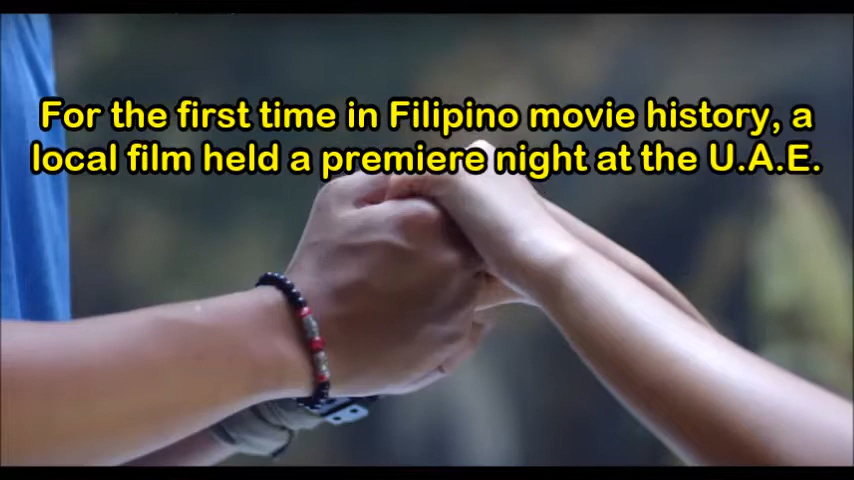 For the first time in Filipino movie history, a
local film held a premiere night at the U.A.E.